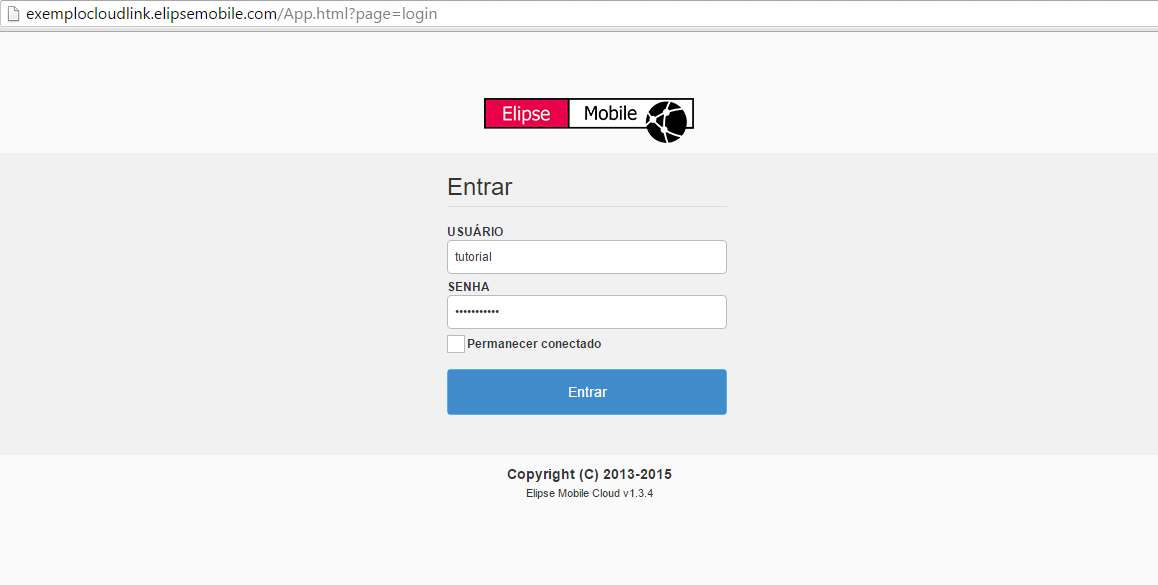 exemplocloudlink.elipsemobile.com/App.html?page=login
Elipse Mobile
Entrar
USUÁRIO
tutorial
SENHA
•••••••••••
Permanecer conectado
Entrar
Copyright (C) 2013-2015
Elipse Mobile Cloud v1.3.4